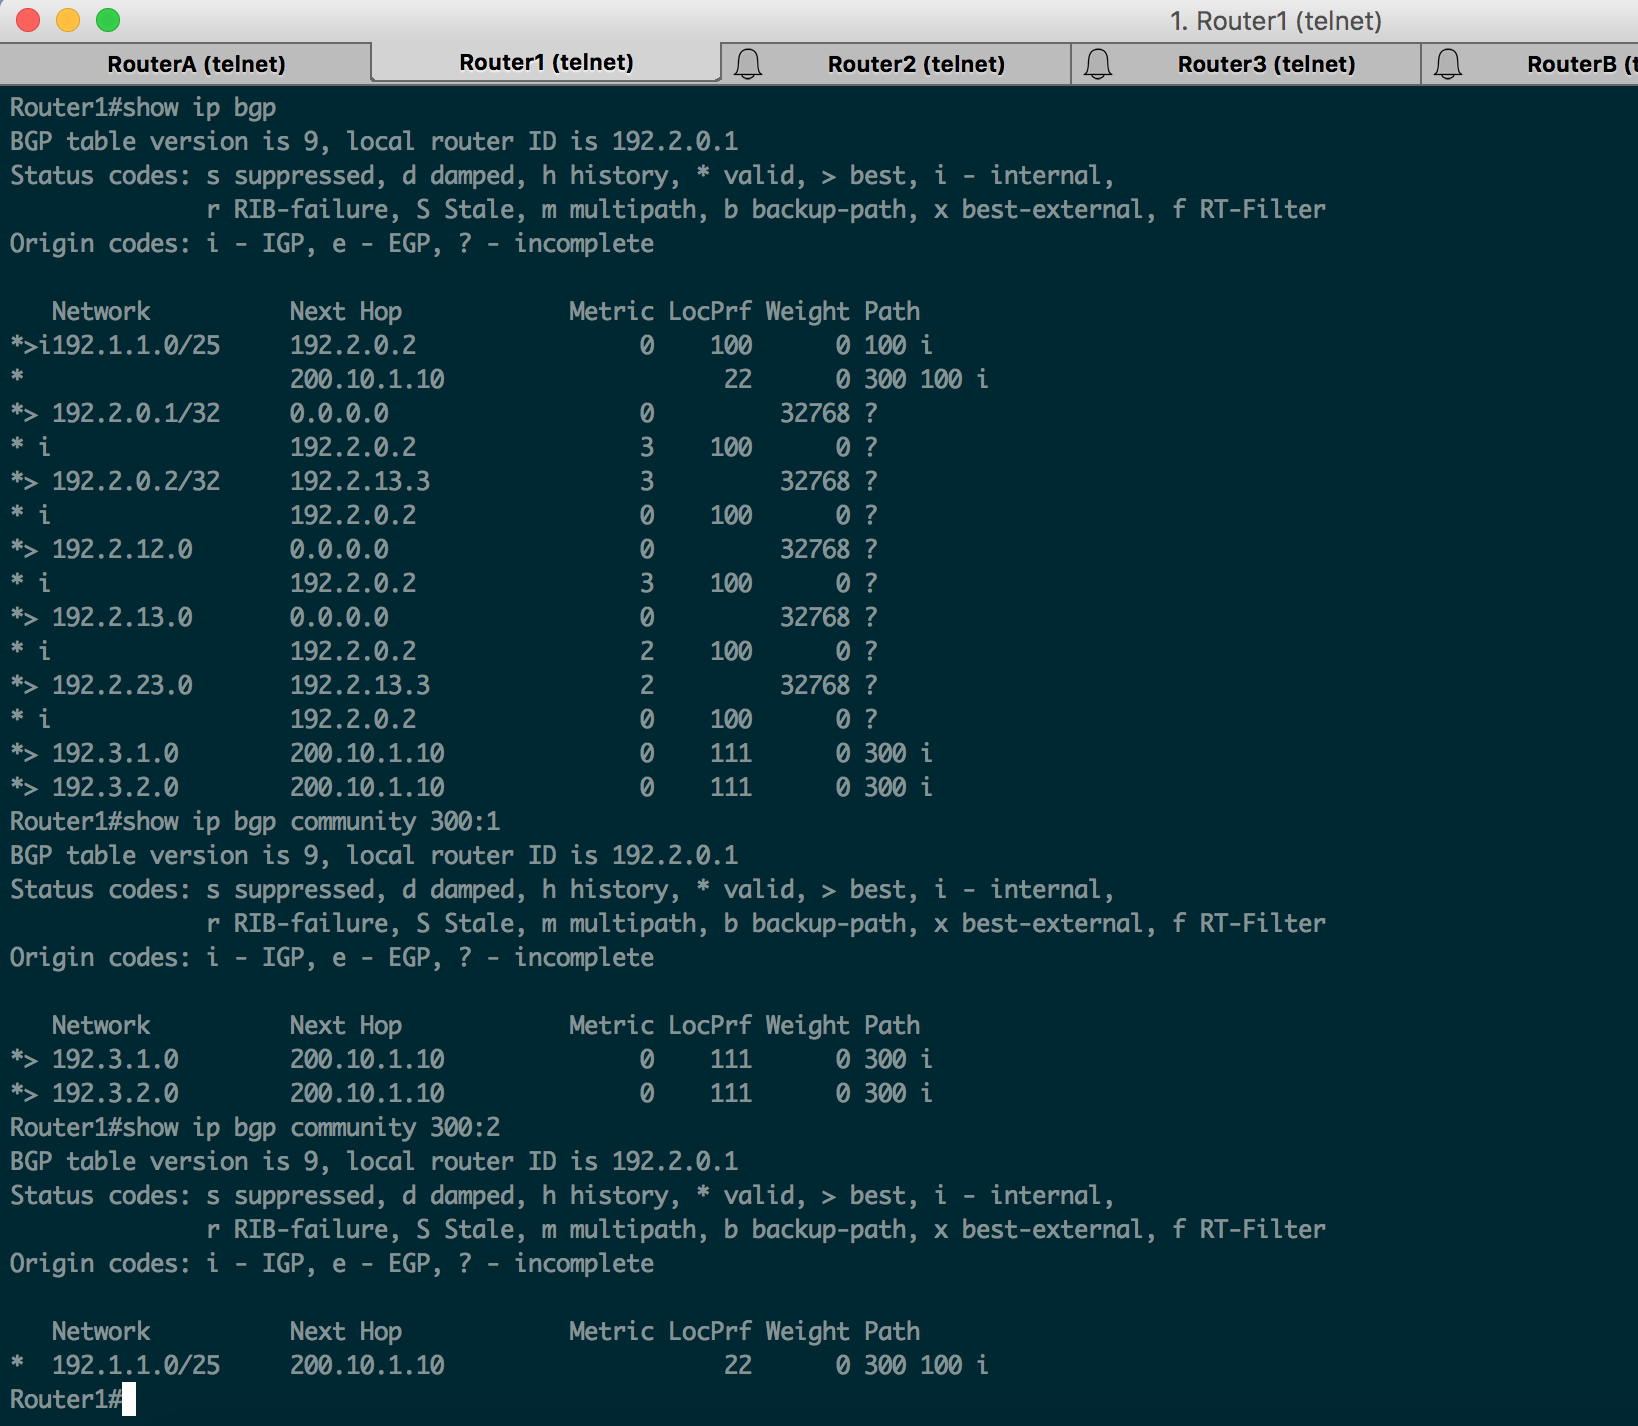 1. Router1 (telnet)
RouterA (telnet) Router1 (telnet) Router2 (telnet) Router3 (telnet) RouterB (t
Router1#show ip bgp
BGP table version is 9, local router ID is 192.2.0.1
Status codes: s suppressed, d damped, h history, * valid, > best, i - internal,
              r RIB-failure, S Stale, m multipath, b backup-path, x best-external, f RT-Filter
Origin codes: i - IGP, e - EGP, ? - incomplete

   Network          Next Hop            Metric LocPrf Weight Path
*>i192.1.1.0/25     192.2.0.2                0    100      0 100 i
*                   200.10.1.10                    22      0 300 100 i
*> 192.2.0.1/32     0.0.0.0                  0         32768 ?
* i                 192.2.0.2                3    100      0 ?
*> 192.2.0.2/32     192.2.13.3               3         32768 ?
* i                 192.2.0.2                0    100      0 ?
*> 192.2.12.0       0.0.0.0                  0         32768 ?
* i                 192.2.0.2                3    100      0 ?
*> 192.2.13.0       0.0.0.0                  0         32768 ?
* i                 192.2.0.2                2    100      0 ?
*> 192.2.23.0       192.2.13.3               2         32768 ?
* i                 192.2.0.2                0    100      0 ?
*> 192.3.1.0        200.10.1.10              0    111      0 300 i
*> 192.3.2.0        200.10.1.10              0    111      0 300 i
Router1#show ip bgp community 300:1
BGP table version is 9, local router ID is 192.2.0.1
Status codes: s suppressed, d damped, h history, * valid, > best, i - internal,
              r RIB-failure, S Stale, m multipath, b backup-path, x best-external, f RT-Filter
Origin codes: i - IGP, e - EGP, ? - incomplete

   Network          Next Hop            Metric LocPrf Weight Path
*> 192.3.1.0        200.10.1.10              0    111      0 300 i
*> 192.3.2.0        200.10.1.10              0    111      0 300 i
Router1#show ip bgp community 300:2
BGP table version is 9, local router ID is 192.2.0.1
Status codes: s suppressed, d damped, h history, * valid, > best, i - internal,
              r RIB-failure, S Stale, m multipath, b backup-path, x best-external, f RT-Filter
Origin codes: i - IGP, e - EGP, ? - incomplete

   Network          Next Hop            Metric LocPrf Weight Path
*  192.1.1.0/25     200.10.1.10                    22      0 300 100 i
Router1#